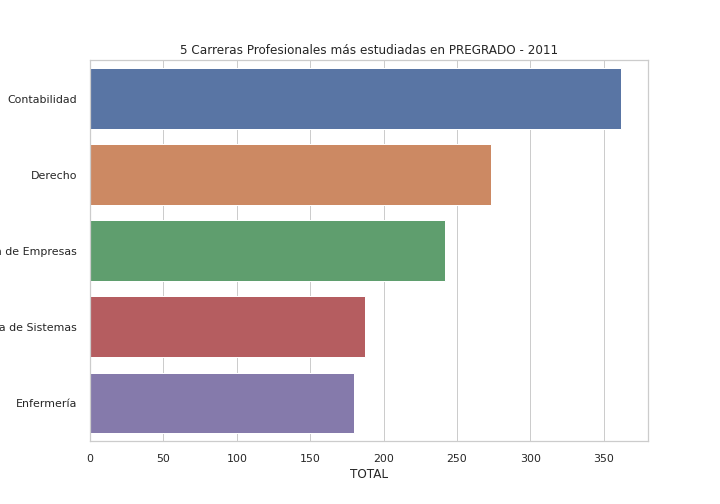 5 Carreras Profesionales más estudiadas en PREGRADO - 2011
Contabilidad
Derecho
de Empresas
de Sistemas
Enfermería
0 50 100 150 200 250 300 350
TOTAL